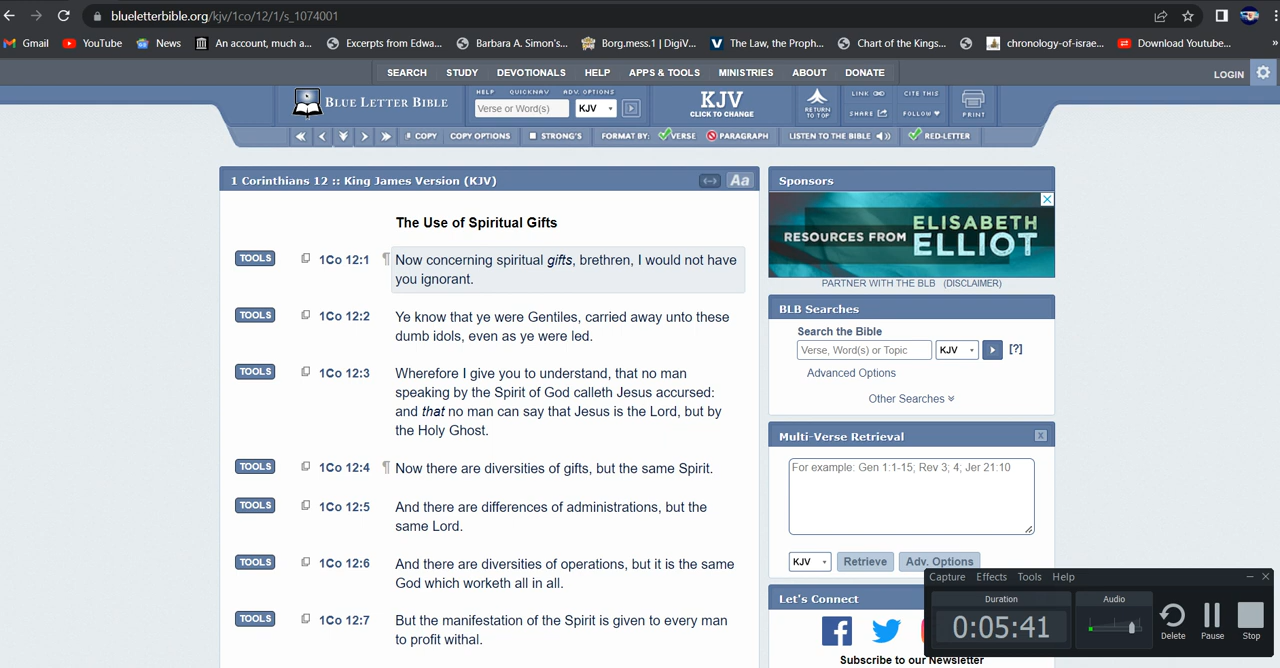 blueletterbible.org/kjv/1co/12/1/s_1074001
Gmail YouTube News An account, much a... Excerpts from Edwa... Barbara A. Simon's... Borg.mess.1 | DigiV... The Law, the Proph... Chart of the Kings... chronology-of-israe... Download Youtube... »
SEARCH STUDY DEVOTIONALS HELP APPS & TOOLS MINISTRIES ABOUT DONATE LOGIN
BLUE LETTER BIBLE
HELP QUICKNAV ADV. OPTIONS
Verse or Word(s) KJV
KJV
CLICK TO CHANGE
RETURN TO TOP
LINK CITE THIS
SHARE FOLLOW
PRINT
COPY COPY OPTIONS STRONG'S FORMAT BY: VERSE PARAGRAPH LISTEN TO THE BIBLE RED-LETTER
1 Corinthians 12 :: King James Version (KJV) Aa
The Use of Spiritual Gifts
TOOLS 1Co 12:1 ¶ Now concerning spiritual gifts, brethren, I would not have
you ignorant.
TOOLS 1Co 12:2 Ye know that ye were Gentiles, carried away unto these
dumb idols, even as ye were led.
TOOLS 1Co 12:3 Wherefore I give you to understand, that no man
speaking by the Spirit of God calleth Jesus accursed:
and that no man can say that Jesus is the Lord, but by
the Holy Ghost.
TOOLS 1Co 12:4 ¶ Now there are diversities of gifts, but the same Spirit.
TOOLS 1Co 12:5 And there are differences of administrations, but the
same Lord.
TOOLS 1Co 12:6 And there are diversities of operations, but it is the same
God which worketh all in all.
TOOLS 1Co 12:7 But the manifestation of the Spirit is given to every man
to profit withal.
Sponsors
RESOURCES FROM ELISABETH
ELLIOT
PARTNER WITH THE BLB (DISCLAIMER)
BLB Searches
Search the Bible
Verse, Word(s) or Topic KJV [?]
Advanced Options
Other Searches
Multi-Verse Retrieval X
For example: Gen 1:1-15; Rev 3; 4; Jer 21:10
KJV Retrieve Adv. Options
Let's Connect
Subscribe to our Newsletter
Capture Effects Tools Help
Duration Audio
0:05:41
Delete Pause Stop